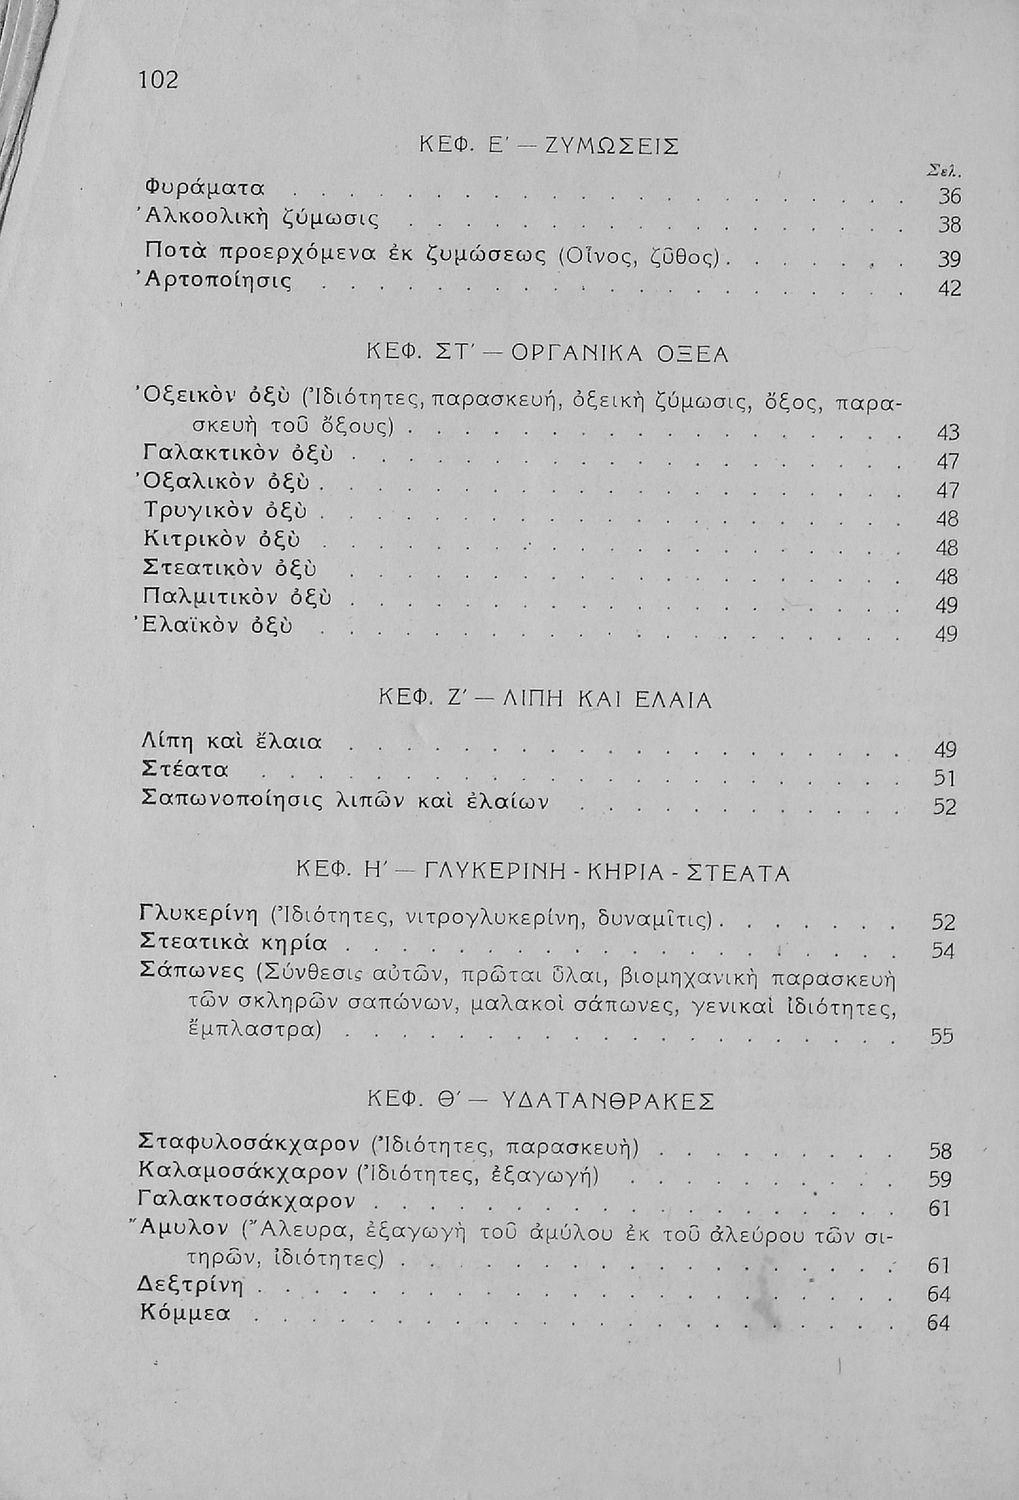 102
ΚΕΦ. Ε′ — ΖΥΜΩΣΕΙΣ
Σελ.
Φυράματα . . . . . . . . . . . . . . . . . . . . . . 36
Ἀλκοολικὴ ζύμωσις . . . . . . . . . . . . . . . . . . 38
Ποτὰ προερχόμενα ἐκ ζυμώσεως (Οἶνος, ζῦθος) . . . . . . . 39
Ἀρτοποίησις . . . . . . . . . . . . . . . . . . . . . 42
ΚΕΦ. ΣΤ′ — ΟΡΓΑΝΙΚΑ ΟΞΕΑ
Ὀξεικὸν ὀξὺ (Ἰδιότητες, παρασκευή, ὀξεικὴ ζύμωσις, ὄξος, παρα-
σκευὴ τοῦ ὄξους) . . . . . . . . . . . . . . . . . . 43
Γαλακτικὸν ὀξὺ . . . . . . . . . . . . . . . . . . . . 47
Ὀξαλικὸν ὀξὺ . . . . . . . . . . . . . . . . . . . . . 47
Τρυγικὸν ὀξὺ . . . . . . . . . . . . . . . . . . . . . 48
Κιτρικὸν ὀξὺ . . . . . . . . . . . . . . . . . . . . . 48
Στεατικὸν ὀξὺ . . . . . . . . . . . . . . . . . . . . 48
Παλμιτικὸν ὀξὺ . . . . . . . . . . . . . . . . . . . . 49
Ἐλαϊκὸν ὀξὺ . . . . . . . . . . . . . . . . . . . . . 49
ΚΕΦ. Ζ′ — ΛΙΠΗ ΚΑΙ ΕΛΑΙΑ
Λίπη καὶ ἔλαια . . . . . . . . . . . . . . . . . . . . 49
Στέατα . . . . . . . . . . . . . . . . . . . . . . . 51
Σαπωνοποίησις λιπῶν καὶ ἐλαίων . . . . . . . . . . . . 52
ΚΕΦ. Η′ — ΓΛΥΚΕΡΙΝΗ - ΚΗΡΙΑ - ΣΤΕΑΤΑ
Γλυκερίνη (Ἰδιότητες, νιτρογλυκερίνη, δυναμῖτις) . . . . . . . 52
Στεατικὰ κηρία . . . . . . . . . . . . . . . . . . . . 54
Σάπωνες (Σύνθεσις αὐτῶν, πρῶται ὗλαι, βιομηχανικὴ παρασκευὴ
τῶν σκληρῶν σαπώνων, μαλακοὶ σάπωνες, γενικαὶ ἰδιότητες,
ἔμπλαστρα) . . . . . . . . . . . . . . . . . . . . 55
ΚΕΦ. Θ′ — ΥΔΑΤΑΝΘΡΑΚΕΣ
Σταφυλοσάκχαρον (Ἰδιότητες, παρασκευὴ) . . . . . . . . . 58
Καλαμοσάκχαρον (Ἰδιότητες, ἐξαγωγή) . . . . . . . . . . 59
Γαλακτοσάκχαρον . . . . . . . . . . . . . . . . . . . 61
Ἄμυλον (Ἄλευρα, ἐξαγωγὴ τοῦ ἀμύλου ἐκ τοῦ ἀλεύρου τῶν σι-
τηρῶν, ἰδιότητες) . . . . . . . . . . . . . . . . . . 61
Δεξτρίνη . . . . . . . . . . . . . . . . . . . . . . . 64
Κόμμεα . . . . . . . . . . . . . . . . . . . . . . . 64